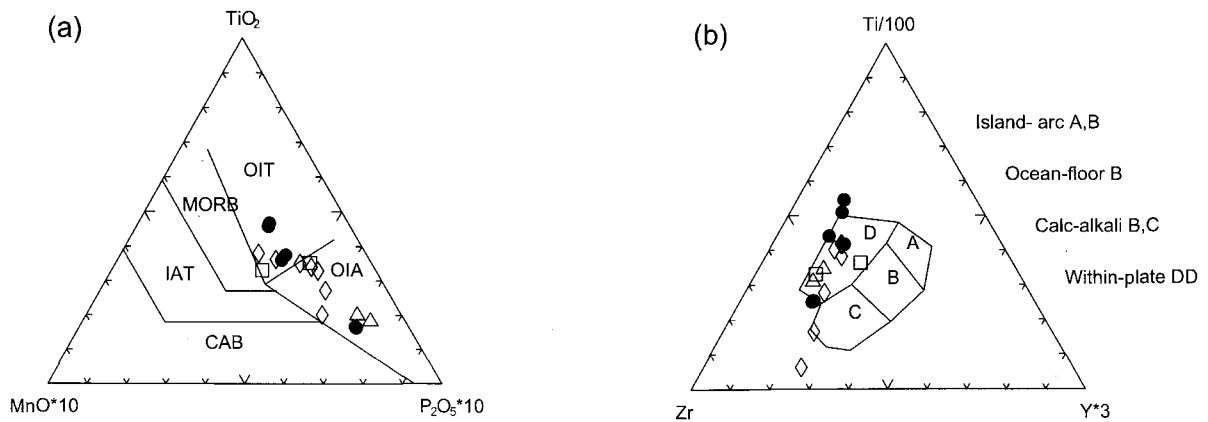 (a)
TiO₂
OIT
MORB
IAT
OIA
CAB
MnO*10
P₂O₅*10
(b)
Ti/100
D
A
B
C
Zr
Y*3
Island- arc A,B
Ocean-floor B
Calc-alkali B,C
Within-plate DD